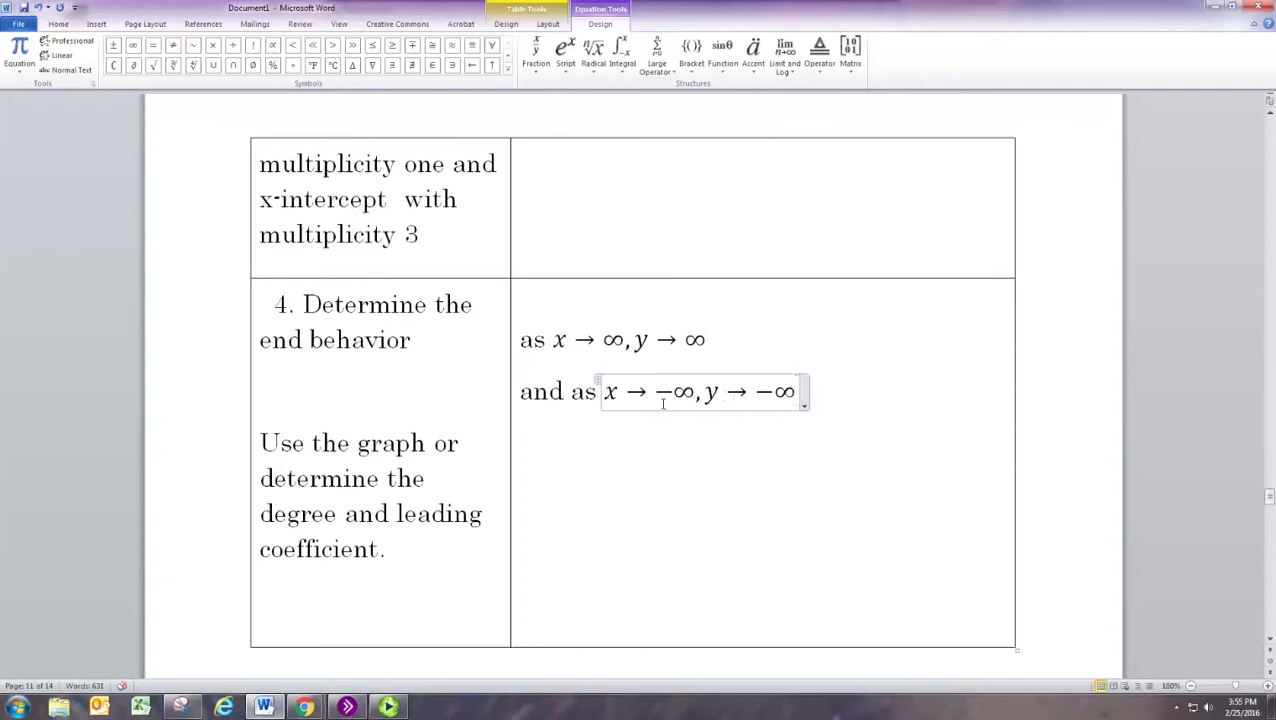 Document1 - Microsoft Word
Table Tools
Equation Tools
File Home Insert Page Layout References Mailings Review View Creative Commons Acrobat Design Layout Design
Equation
Professional
Linear
abc Normal Text
Fraction Script Radical Integral Large Operator Bracket Function Accent Limit and Log Operator Matrix
Tools Symbols Structures
multiplicity one and
x-intercept with
multiplicity 3
4. Determine the
end behavior
as x → ∞, y → ∞
and as x → −∞, y → −∞
Use the graph or
determine the
degree and leading
coefficient.
Page: 11 of 14 Words: 631
180%
3:55 PM
2/25/2016